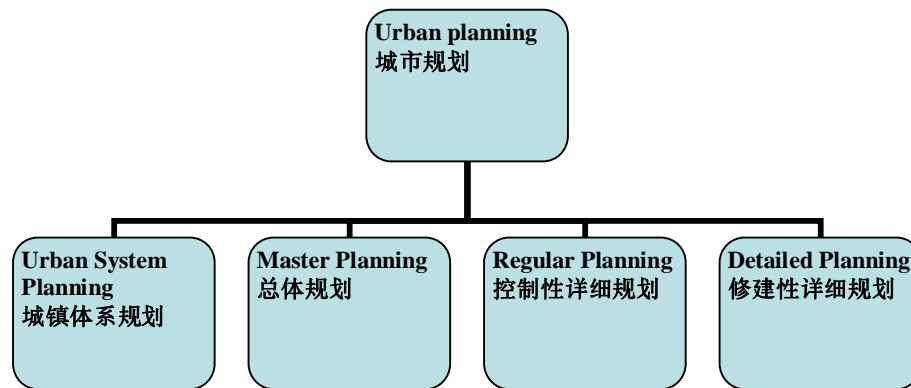 Urban planning
城市规划
Urban System
Planning
城镇体系规划
Master Planning
总体规划
Regular Planning
控制性详细规划
Detailed Planning
修建性详细规划